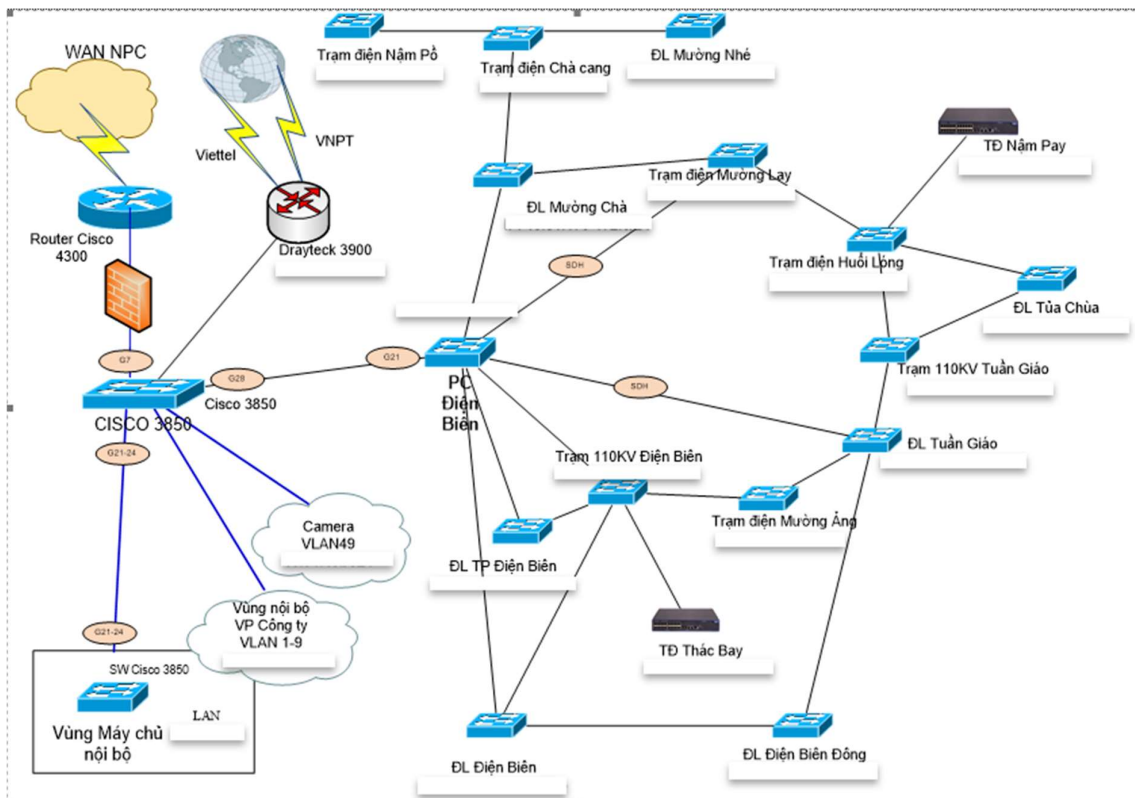 Trạm điện Nậm Pồ
Trạm điện Chà cang
ĐL Mường Nhé
WAN NPC
Viettel
VNPT
TĐ Nậm Pay
Trạm điện Mường Lay
ĐL Mường Chà
Router Cisco
4300
Drayteck 3900
Trạm điện Huổi Lóng
SDH
ĐL Tủa Chùa
G7
G21
G28
Cisco 3850
PC
Điện
Biên
SDH
Trạm 110KV Tuần Giáo
CISCO 3850
G21-24
ĐL Tuần Giáo
Trạm 110KV Điện Biên
Camera
VLAN49
Trạm điện Mường Ảng
ĐL TP Điện Biên
Vùng nội bộ
VP Công ty
VLAN 1-9
G21-24
TĐ Thác Bay
SW Cisco 3850
LAN
Vùng Máy chủ
nội bộ
ĐL Điện Biên
ĐL Điện Biên Đông